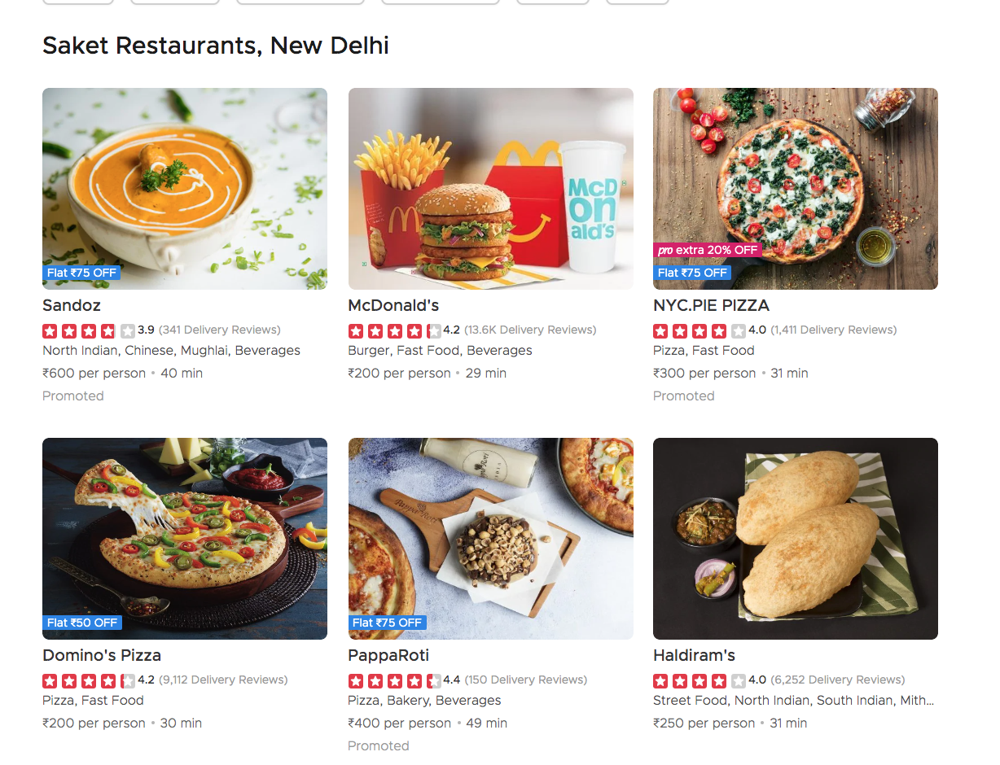 Saket Restaurants, New Delhi
McD
on
ald's
pro extra 20% OFF
Flat ₹75 OFF
Flat ₹75 OFF
Sandoz
McDonald's
NYC.PIE PIZZA
3.9 (341 Delivery Reviews)
4.2 (13.6K Delivery Reviews)
4.0 (1,411 Delivery Reviews)
North Indian, Chinese, Mughlai, Beverages
Burger, Fast Food, Beverages
Pizza, Fast Food
₹600 per person • 40 min
₹200 per person • 29 min
₹300 per person • 31 min
Promoted
Promoted
Papper Roti
Flat ₹50 OFF
Flat ₹75 OFF
Domino's Pizza
PappaRoti
Haldiram's
4.2 (9,112 Delivery Reviews)
4.4 (150 Delivery Reviews)
4.0 (6,252 Delivery Reviews)
Pizza, Fast Food
Pizza, Bakery, Beverages
Street Food, North Indian, South Indian, Mith...
₹200 per person • 30 min
₹400 per person • 49 min
₹250 per person • 31 min
Promoted